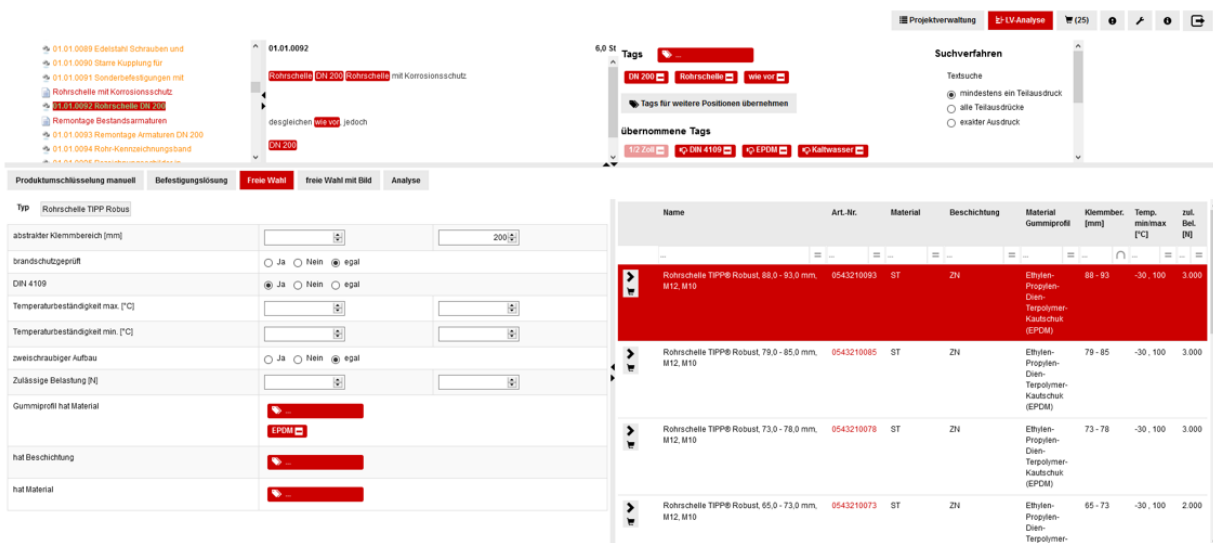 Projektverwaltung
LV-Analyse
(25)
01.01.0089 Edelstahl Schrauben und
01.01.0090 Starre Kupplung für
01.01.0091 Sonderbefestigungen mit
Rohrschelle mit Korrosionsschutz
01.01.0092 Rohrschelle DN 200
Remontage Bestandsarmaturen
01.01.0093 Remontage Armaturen DN 200
01.01.0094 Rohr-Kennzeichnungsband
01.01.0092
6,0 St
Rohrschelle DN 200 Rohrschelle mit Korrosionsschutz
desgleichen wie vor, jedoch
DN 200
Tags
...
DN 200
Rohrschelle
wie vor
Tags für weitere Positionen übernehmen
übernommene Tags
1/2 Zoll
DIN 4109
EPDM
Kaltwasser
Suchverfahren
Textsuche
mindestens ein Teilausdruck
alle Teilausdrücke
exakter Ausdruck
Produktumschlüsselung manuell
Befestigungslösung
Freie Wahl
freie Wahl mit Bild
Analyse
Typ
Rohrschelle TIPP Robus
abstrakter Klemmbereich [mm]
200
brandschutzgeprüft
Ja Nein egal
DIN 4109
Ja Nein egal
Temperaturbeständigkeit max. [°C]
Temperaturbeständigkeit min. [°C]
zweischraubiger Aufbau
Ja Nein egal
Zulässige Belastung [N]
Gummiprofil hat Material
...
EPDM
hat Beschichtung
...
hat Material
...
Name
Art.-Nr.
Material
Beschichtung
Material
Gummiprofil
Klemmber.
[mm]
Temp.
min/max
[°C]
zul.
Bel.
[N]
... = ... = ... = ... = ... = ... ... = ... =
Rohrschelle TIPP® Robust, 88,0 - 93,0 mm,
M12, M10
0543210093
ST
ZN
Ethylen-
Propylen-
Dien-
Terpolymer-
Kautschuk
(EPDM)
88 - 93
-30 , 100
3.000
Rohrschelle TIPP® Robust, 79,0 - 85,0 mm,
M12, M10
0543210085
ST
ZN
Ethylen-
Propylen-
Dien-
Terpolymer-
Kautschuk
(EPDM)
79 - 85
-30 , 100
3.000
Rohrschelle TIPP® Robust, 73,0 - 78,0 mm,
M12, M10
0543210078
ST
ZN
Ethylen-
Propylen-
Dien-
Terpolymer-
Kautschuk
(EPDM)
73 - 78
-30 , 100
3.000
Rohrschelle TIPP® Robust, 65,0 - 73,0 mm,
M12, M10
0543210073
ST
ZN
Ethylen-
Propylen-
Dien-
Terpolymer-
65 - 73
-30 , 100
2.000